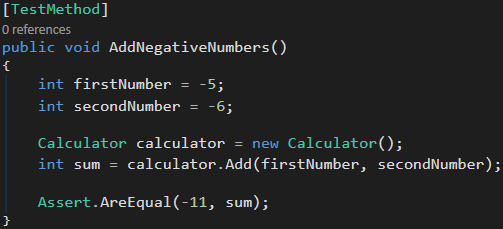 [TestMethod]
0 references
public void AddNegativeNumbers()
{
    int firstNumber = -5;
    int secondNumber = -6;

    Calculator calculator = new Calculator();
    int sum = calculator.Add(firstNumber, secondNumber);

    Assert.AreEqual(-11, sum);
}